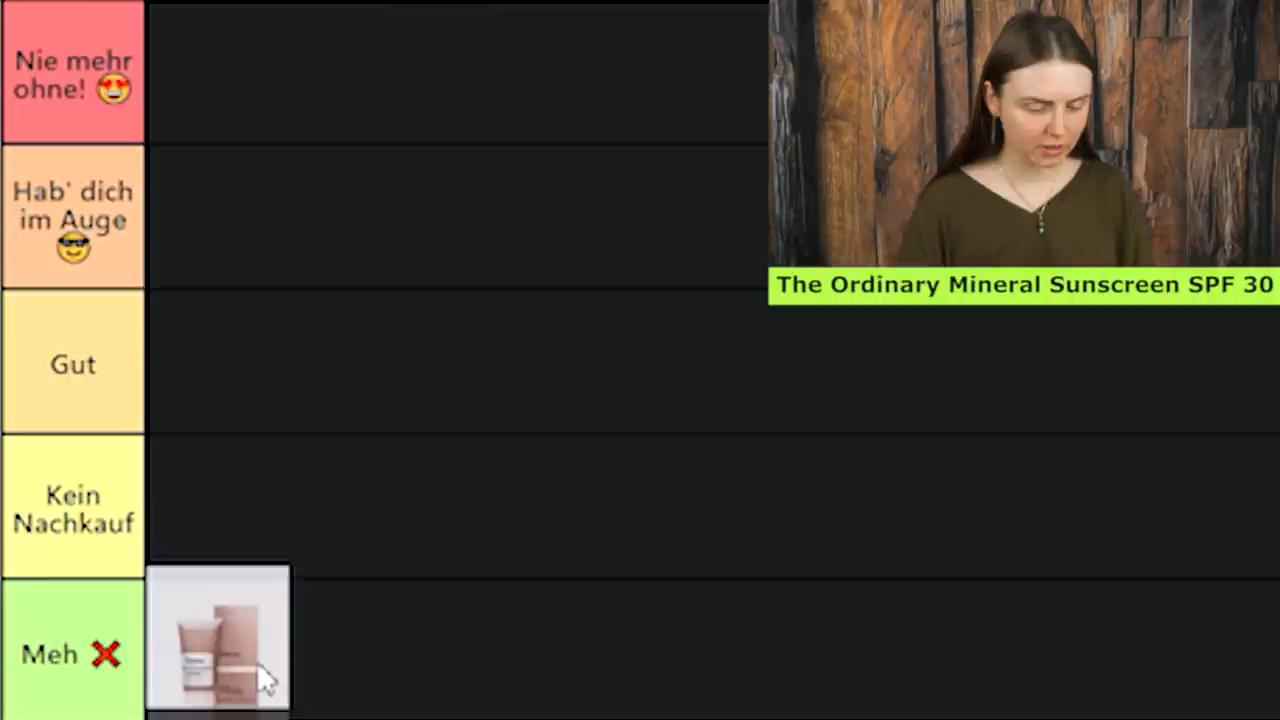 Nie mehr
ohne! 😍
Hab' dich
im Auge
😎
Gut
Kein
Nachkauf
Meh ❌
The Ordinary Mineral Sunscreen SPF 30